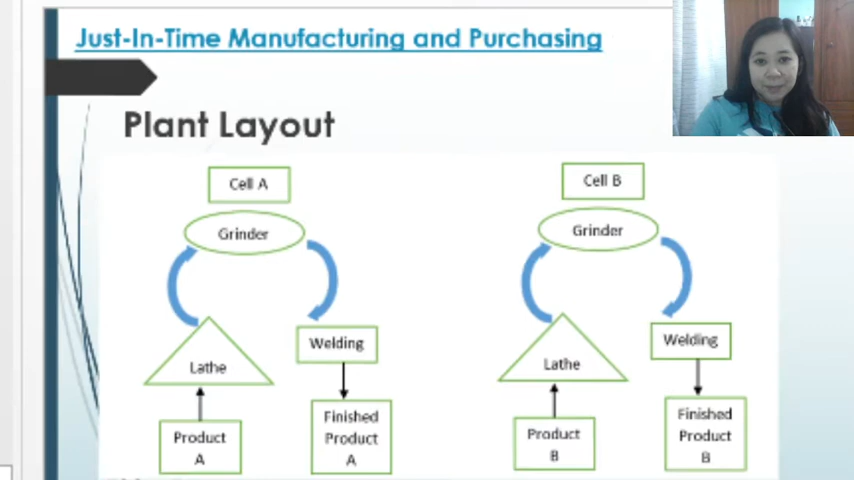 Just-In-Time Manufacturing and Purchasing
Plant Layout
Cell A
Grinder
Lathe
Welding
Product
A
Finished
Product
A
Cell B
Grinder
Lathe
Welding
Product
B
Finished
Product
B